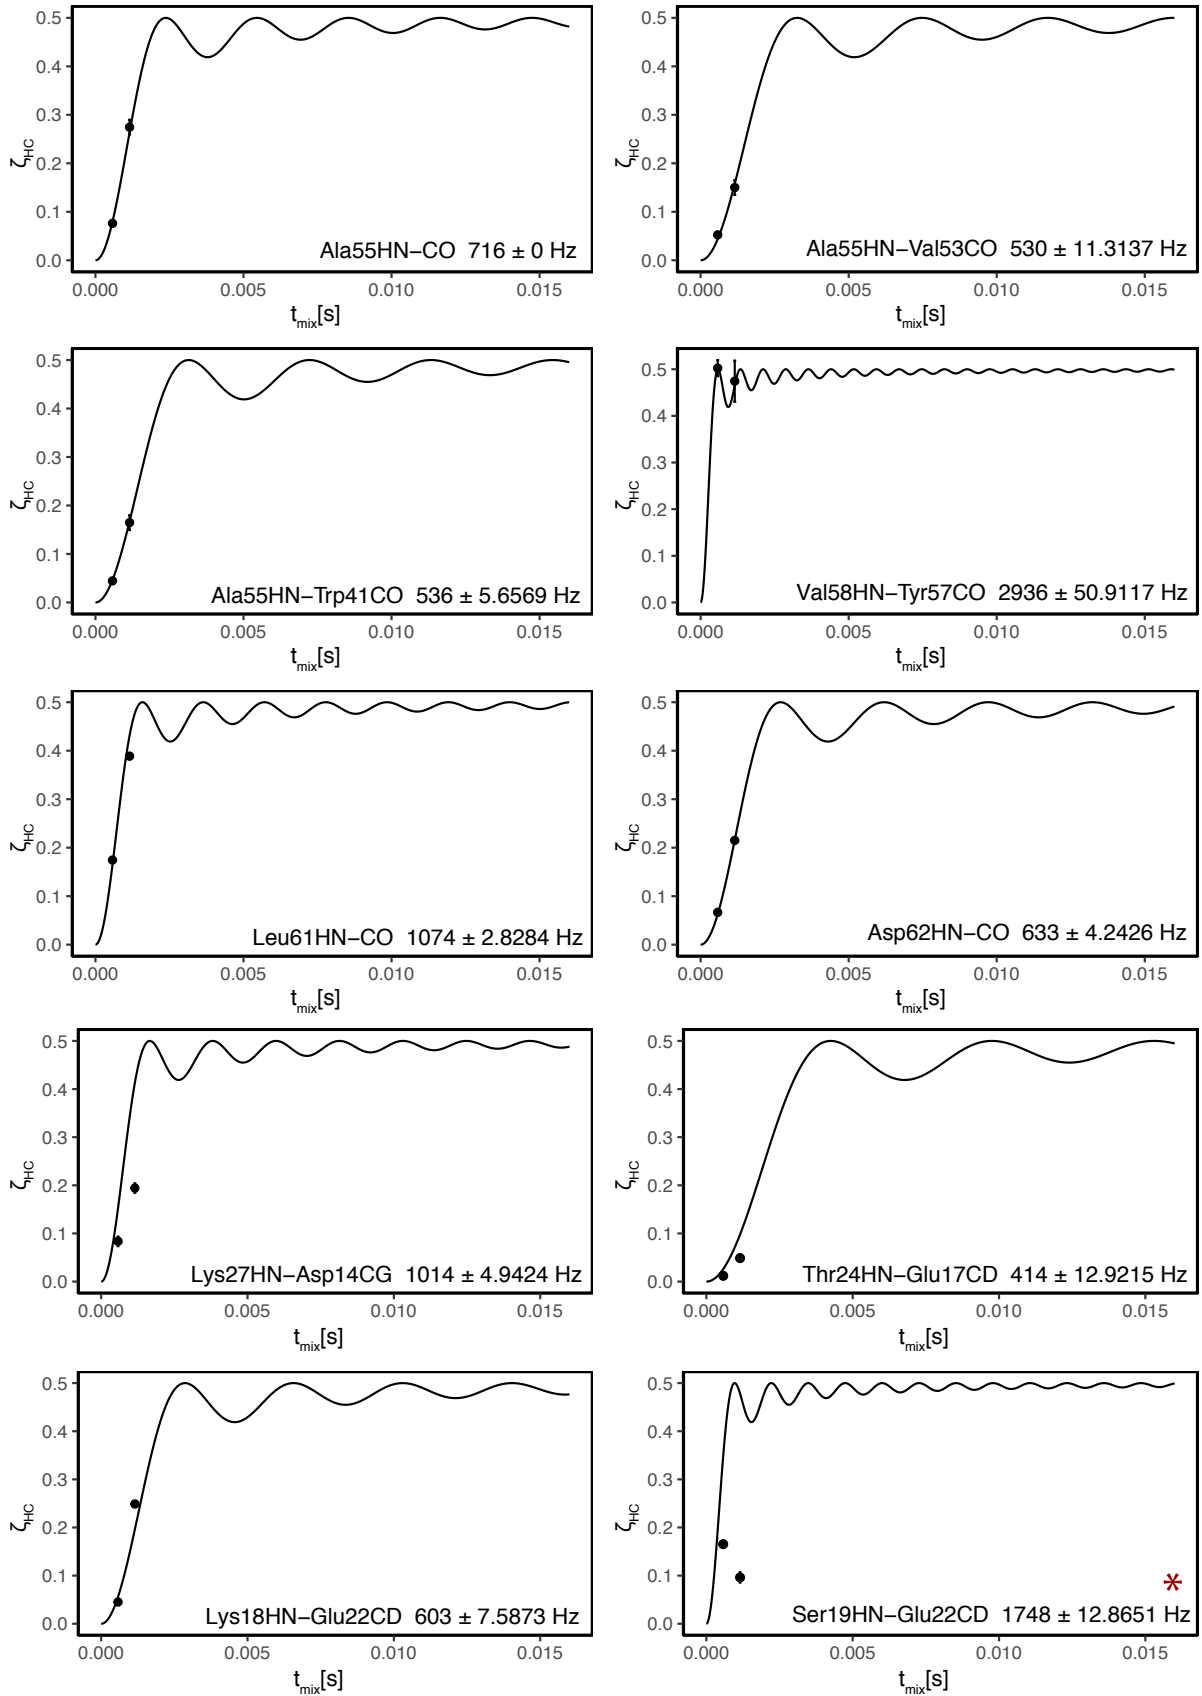 0.5
0.4
0.3
0.2
0.1
0.0
ζHC
Ala55HN−CO 716 ± 0 Hz
0.000 0.005 0.010 0.015
tmix[s]
0.5
0.4
0.3
0.2
0.1
0.0
ζHC
Ala55HN−Val53CO 530 ± 11.3137 Hz
0.000 0.005 0.010 0.015
tmix[s]
0.5
0.4
0.3
0.2
0.1
0.0
ζHC
Ala55HN−Trp41CO 536 ± 5.6569 Hz
0.000 0.005 0.010 0.015
tmix[s]
0.5
0.4
0.3
0.2
0.1
0.0
ζHC
Val58HN−Tyr57CO 2936 ± 50.9117 Hz
0.000 0.005 0.010 0.015
tmix[s]
0.5
0.4
0.3
0.2
0.1
0.0
ζHC
Leu61HN−CO 1074 ± 2.8284 Hz
0.000 0.005 0.010 0.015
tmix[s]
0.5
0.4
0.3
0.2
0.1
0.0
ζHC
Asp62HN−CO 633 ± 4.2426 Hz
0.000 0.005 0.010 0.015
tmix[s]
0.5
0.4
0.3
0.2
0.1
0.0
ζHC
Lys27HN−Asp14CG 1014 ± 4.9424 Hz
0.000 0.005 0.010 0.015
tmix[s]
0.5
0.4
0.3
0.2
0.1
0.0
ζHC
Thr24HN−Glu17CD 414 ± 12.9215 Hz
0.000 0.005 0.010 0.015
tmix[s]
0.5
0.4
0.3
0.2
0.1
0.0
ζHC
Lys18HN−Glu22CD 603 ± 7.5873 Hz
0.000 0.005 0.010 0.015
tmix[s]
0.5
0.4
0.3
0.2
0.1
0.0
ζHC
*
Ser19HN−Glu22CD 1748 ± 12.8651 Hz
0.000 0.005 0.010 0.015
tmix[s]